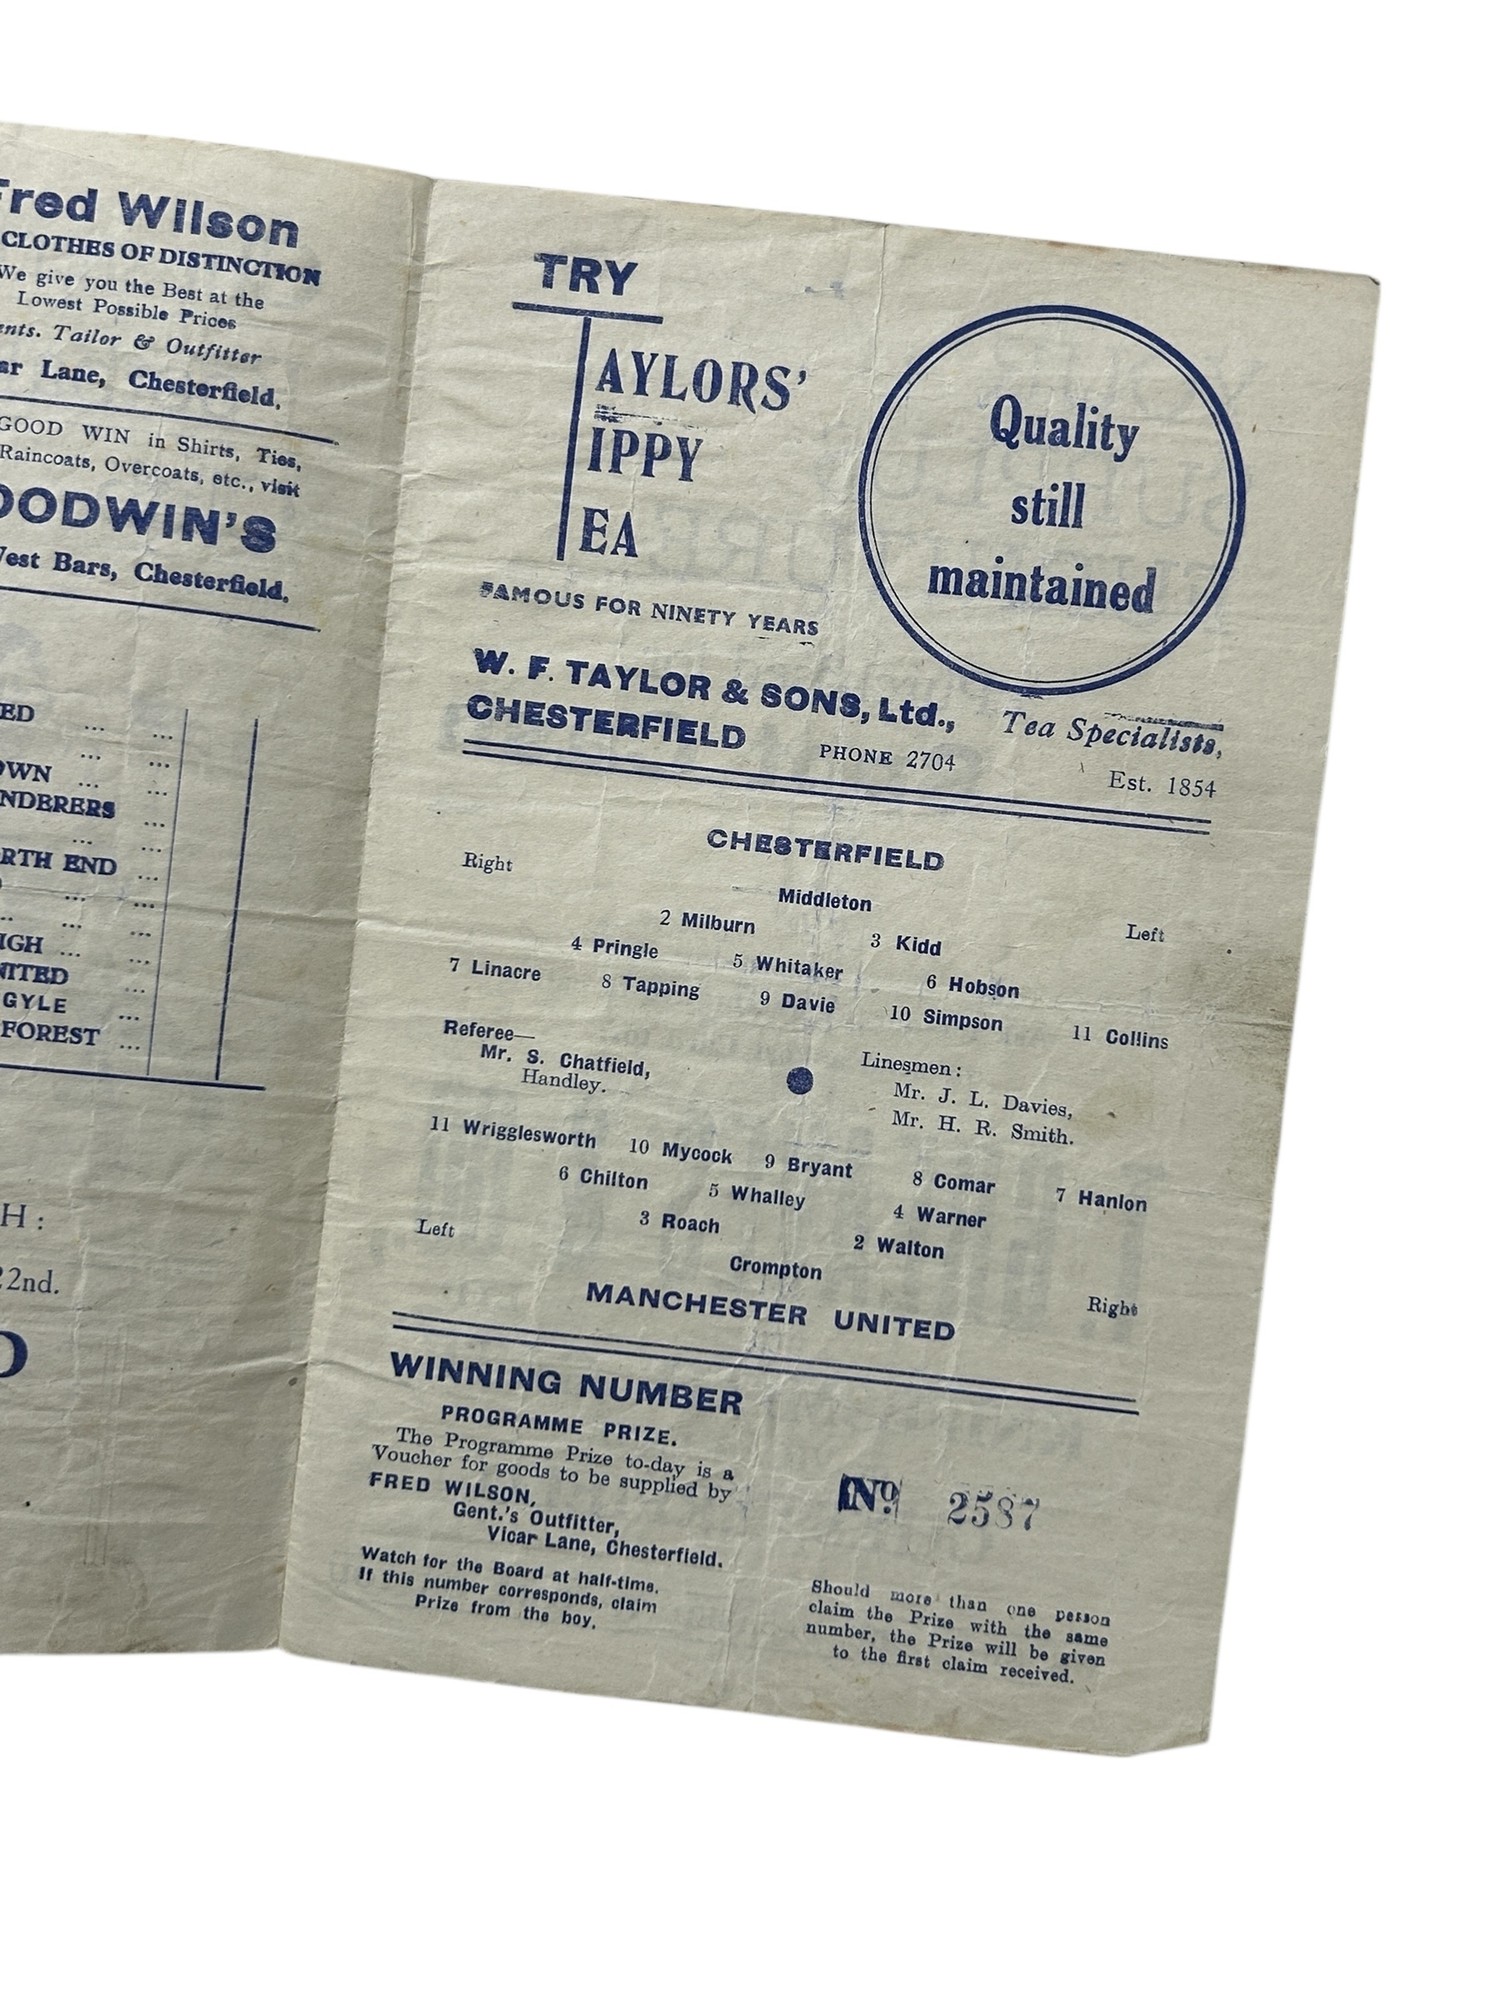 Fred Wilson
CLOTHES OF DISTINCTION
We give you the Best at the
Lowest Possible Prices
Tailor & Outfitter
Lane, Chesterfield.
GOOD WIN in Shirts, Ties,
Raincoats, Overcoats, etc., visit
OODWIN'S
West Bars, Chesterfield.
ED ... ...
... ...
OWN ... ...
NDERERS ...
... ...
RTH END ...
... ...
... ... ...
IGH ... ...
NITED ...
GYLE ...
FOREST ...
H :
22nd.
D
TRY
TAYLORS'
TIPPY
TEA
FAMOUS FOR NINETY YEARS
Quality
still
maintained
W. F. TAYLOR & SONS, Ltd., Tea Specialists,
CHESTERFIELD PHONE 2704 Est. 1854
CHESTERFIELD
Right
Middleton
Left
2 Milburn 3 Kidd
4 Pringle 5 Whitaker 6 Hobson
7 Linacre 8 Tapping 9 Davie 10 Simpson 11 Collins
Referee—
Mr. S. Chatfield,
Handley.
Linesmen :
Mr. J. L. Davies,
Mr. H. R. Smith.
11 Wrigglesworth 10 Mycock 9 Bryant 8 Comar 7 Hanlon
6 Chilton 5 Whalley 4 Warner
3 Roach 2 Walton
Left
Crompton
Right
MANCHESTER UNITED
WINNING NUMBER
PROGRAMME PRIZE.
The Programme Prize to-day is a
Voucher for goods to be supplied by
FRED WILSON,
Gent.'s Outfitter,
Vicar Lane, Chesterfield.
Watch for the Board at half-time.
If this number corresponds, claim
Prize from the boy.
No. 2587
Should more than one person
claim the Prize with the same
number, the Prize will be given
to the first claim received.